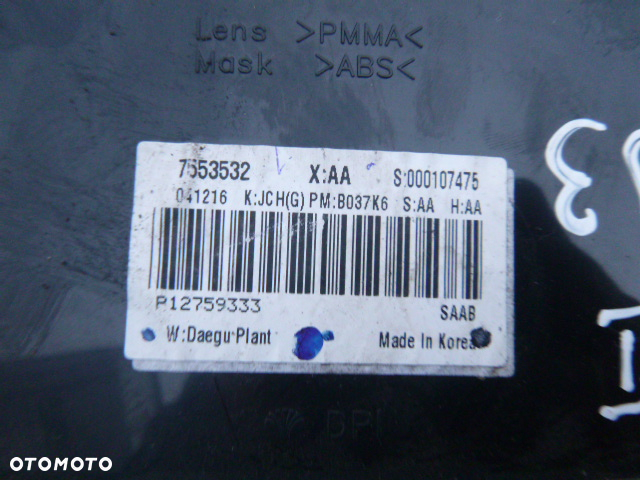 Lens >PMMA<
Mask >ABS<
7553532 X:AA S:000107475
041216 K:JCH(G) PM:B037K6 S:AA H:AA
P12759333 SAAB
W:Daegu Plant Made In Korea
OTOMOTO